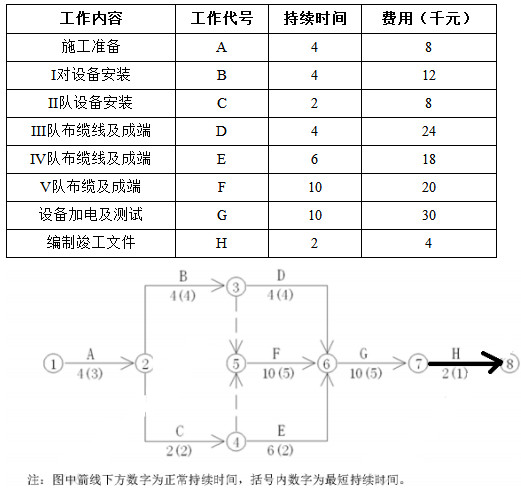 工作内容 工作代号 持续时间 费用（千元）
施工准备 A 4 8
I对设备安装 B 4 12
II队设备安装 C 2 8
III队布缆线及成端 D 4 24
IV队布缆线及成端 E 6 18
V队布缆及成端 F 10 20
设备加电及测试 G 10 30
编制竣工文件 H 2 4
B D
③
4(4) 4(4)
A F G H
① ② ⑤ ⑥ ⑦ ⑧
4(3) 10(5) 10(5) 2(1)
C E
④
2(2) 6(2)
注：图中箭线下方数字为正常持续时间，括号内数字为最短持续时间。